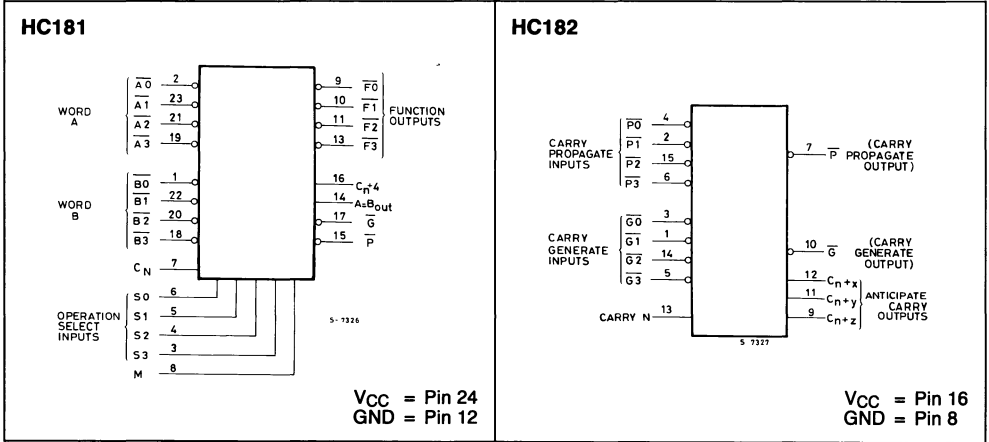 HC181
WORD
A
A0 2
A1 23
A2 21
A3 19
WORD
B
B0 1
B1 22
B2 20
B3 18
CN 7
OPERATION
SELECT
INPUTS
S0 6
S1 5
S2 4
S3 3
M 8
9 F0
10 F1
11 F2
13 F3
FUNCTION
OUTPUTS
16 Cn+4
14 A=Bout
17 G
15 P
S-7326
VCC = Pin 24
GND = Pin 12
HC182
CARRY
PROPAGATE
INPUTS
P0 4
P1 2
P2 15
P3 6
CARRY
GENERATE
INPUTS
G0 3
G1 1
G2 14
G3 5
CARRY N 13
7 P (CARRY
PROPAGATE
OUTPUT)
10 G (CARRY
GENERATE
OUTPUT)
12 Cn+x
11 Cn+y
9 Cn+z
ANTICIPATE
CARRY
OUTPUTS
S 7327
VCC = Pin 16
GND = Pin 8